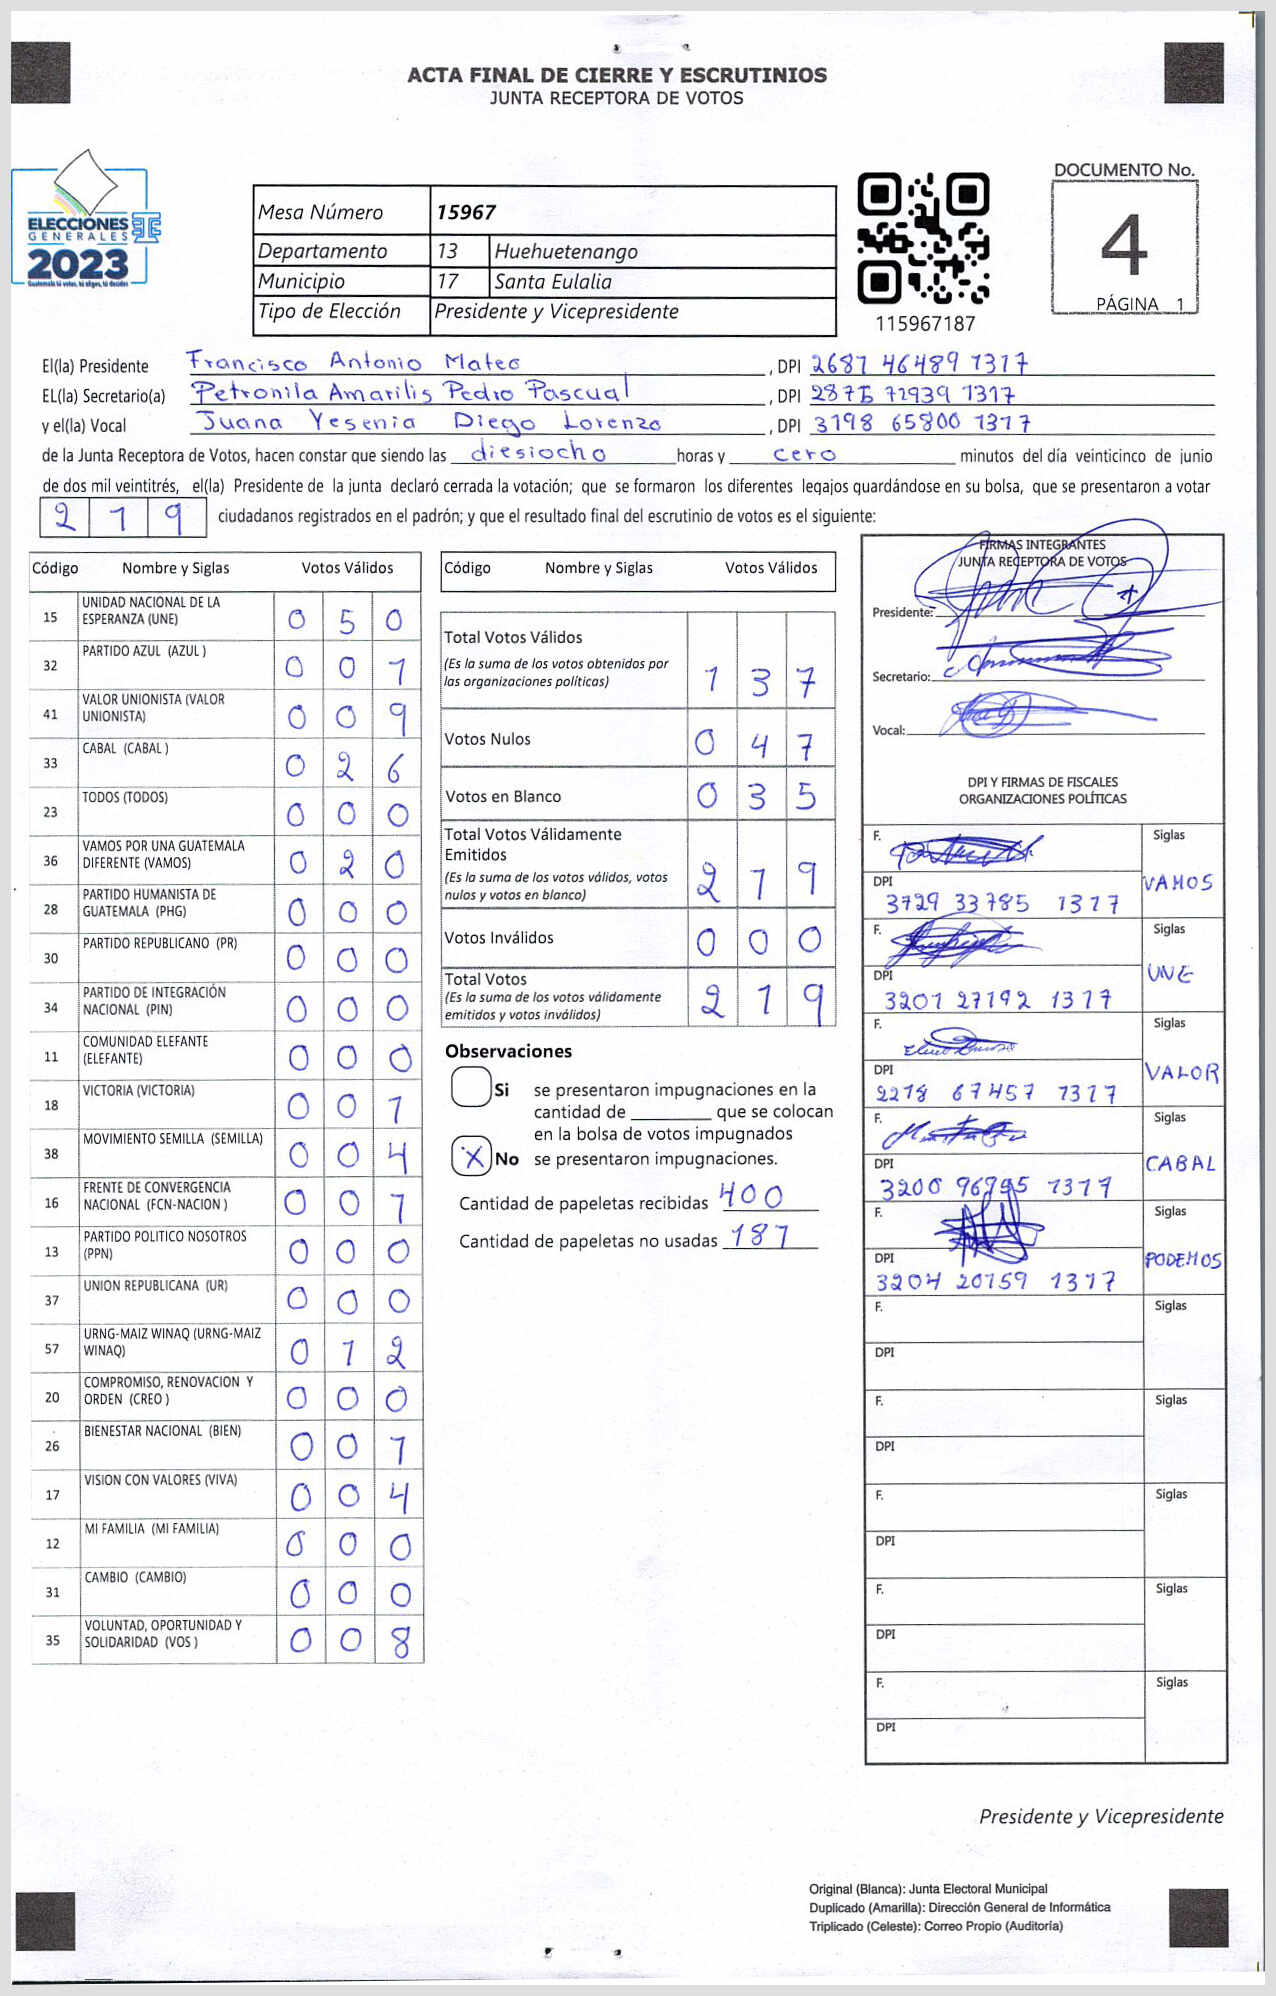 ACTA FINAL DE CIERRE Y ESCRUTINIOS
JUNTA RECEPTORA DE VOTOS
ELECCIONES
GENERALES
2023
Guatemala tú votas, tú eliges, tú decides
Mesa Número 15967
Departamento 13 Huehuetenango
Municipio 17 Santa Eulalia
Tipo de Elección Presidente y Vicepresidente
115967187
DOCUMENTO No.
4
PÁGINA 1
El(la) Presidente Francisco Antonio Mateo, DPI 2687 46489 1317
EL(la) Secretario(a) Petronila Amarilis Pedro Pascual, DPI 2875 72939 1317
y el(la) Vocal Juana Yesenia Diego Lorenzo, DPI 3198 65800 1317
de la Junta Receptora de Votos, hacen constar que siendo las diesiocho horas y cero minutos del día veinticinco de junio
de dos mil veintitrés, el(la) Presidente de la junta declaró cerrada la votación; que se formaron los diferentes legajos guardándose en su bolsa, que se presentaron a votar
219 ciudadanos registrados en el padrón; y que el resultado final del escrutinio de votos es el siguiente:
Código Nombre y Siglas Votos Válidos
15 UNIDAD NACIONAL DE LA ESPERANZA (UNE) 0 5 0
32 PARTIDO AZUL (AZUL ) 0 0 1
41 VALOR UNIONISTA (VALOR UNIONISTA) 0 0 9
33 CABAL (CABAL ) 0 2 6
23 TODOS (TODOS) 0 0 0
36 VAMOS POR UNA GUATEMALA DIFERENTE (VAMOS) 0 2 0
28 PARTIDO HUMANISTA DE GUATEMALA (PHG) 0 0 0
30 PARTIDO REPUBLICANO (PR) 0 0 0
34 PARTIDO DE INTEGRACIÓN NACIONAL (PIN) 0 0 0
11 COMUNIDAD ELEFANTE (ELEFANTE) 0 0 0
18 VICTORIA (VICTORIA) 0 0 1
38 MOVIMIENTO SEMILLA (SEMILLA) 0 0 4
16 FRENTE DE CONVERGENCIA NACIONAL (FCN-NACION ) 0 0 1
13 PARTIDO POLITICO NOSOTROS (PPN) 0 0 0
37 UNION REPUBLICANA (UR) 0 0 0
57 URNG-MAIZ WINAQ (URNG-MAIZ WINAQ) 0 1 2
20 COMPROMISO, RENOVACION Y ORDEN (CREO ) 0 0 0
26 BIENESTAR NACIONAL (BIEN) 0 0 1
17 VISION CON VALORES (VIVA) 0 0 4
12 MI FAMILIA (MI FAMILIA) 0 0 0
31 CAMBIO (CAMBIO) 0 0 0
35 VOLUNTAD, OPORTUNIDAD Y SOLIDARIDAD (VOS ) 0 0 8
Código Nombre y Siglas Votos Válidos
Total Votos Válidos
(Es la suma de los votos obtenidos por
las organizaciones políticas) 1 3 7
Votos Nulos 0 4 7
Votos en Blanco 0 3 5
Total Votos Válidamente
Emitidos
(Es la suma de los votos válidos, votos
nulos y votos en blanco) 2 1 9
Votos Inválidos 0 0 0
Total Votos
(Es la suma de los votos válidamente
emitidos y votos inválidos) 2 1 9
Observaciones
Si se presentaron impugnaciones en la
cantidad de ________ que se colocan
en la bolsa de votos impugnados
X No se presentaron impugnaciones.
Cantidad de papeletas recibidas 400
Cantidad de papeletas no usadas 187
FIRMAS INTEGRANTES
JUNTA RECEPTORA DE VOTOS
Presidente:
Secretario:
Vocal:
DPI Y FIRMAS DE FISCALES
ORGANIZACIONES POLÍTICAS
F. Siglas
DPI VAMOS
3729 33785 1317
F. Siglas
DPI UNE
3201 27192 1317
F. Siglas
DPI VALOR
2278 67457 1317
F. Siglas
DPI CABAL
3200 96795 1317
F. Siglas
DPI PODEMOS
3204 20759 1317
F. Siglas
DPI
F. Siglas
DPI
F. Siglas
DPI
F. Siglas
DPI
F. Siglas
DPI
Presidente y Vicepresidente
Original (Blanca): Junta Electoral Municipal
Duplicado (Amarilla): Dirección General de Informática
Triplicado (Celeste): Correo Propio (Auditoría)